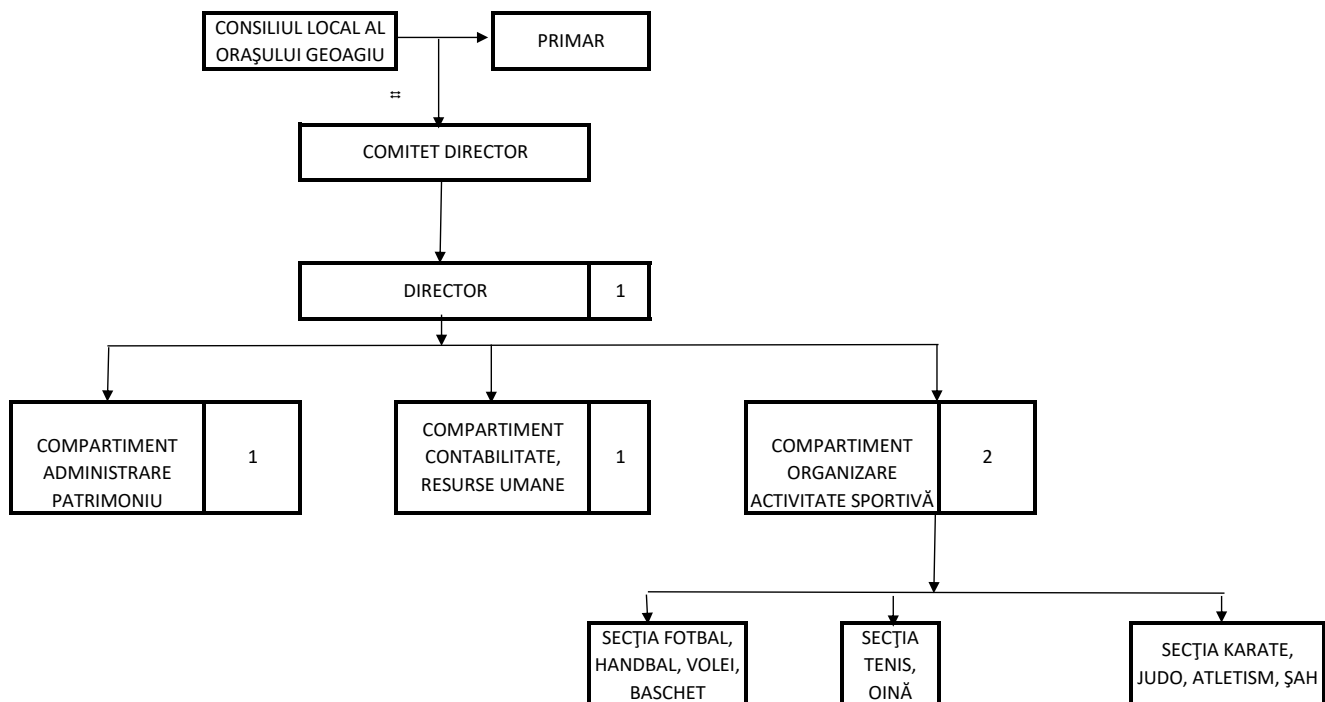 CONSILIUL LOCAL AL
ORAŞULUI GEOAGIU
PRIMAR
COMITET DIRECTOR
DIRECTOR
1
COMPARTIMENT
ADMINISTRARE
PATRIMONIU
1
COMPARTIMENT
CONTABILITATE,
RESURSE UMANE
1
COMPARTIMENT
ORGANIZARE
ACTIVITATE SPORTIVĂ
2
SECŢIA FOTBAL,
HANDBAL, VOLEI,
BASCHET
SECŢIA
TENIS,
OINĂ
SECŢIA KARATE,
JUDO, ATLETISM, ŞAH